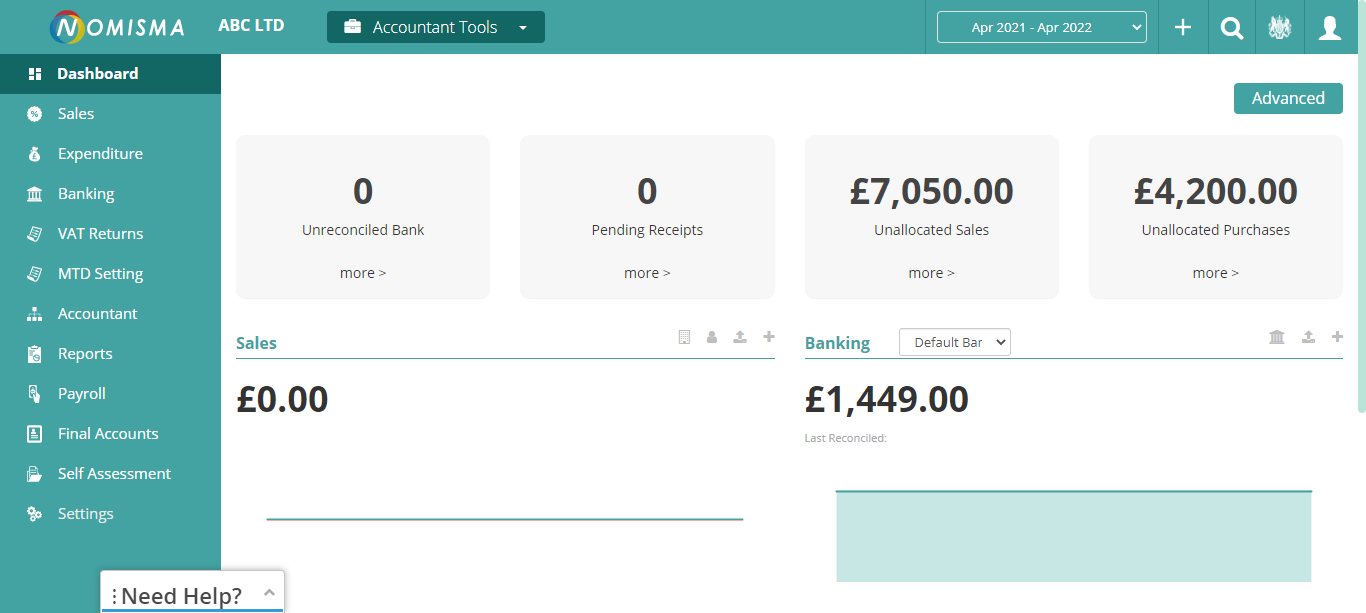 NOMISMA ABC LTD Accountant Tools Apr 2021 - Apr 2022
Dashboard
Sales
Expenditure
Banking
VAT Returns
MTD Setting
Accountant
Reports
Payroll
Final Accounts
Self Assessment
Settings
Need Help?
Advanced
0
Unreconciled Bank
more >
0
Pending Receipts
more >
£7,050.00
Unallocated Sales
more >
£4,200.00
Unallocated Purchases
more >
Sales
£0.00
Banking Default Bar
£1,449.00
Last Reconciled: